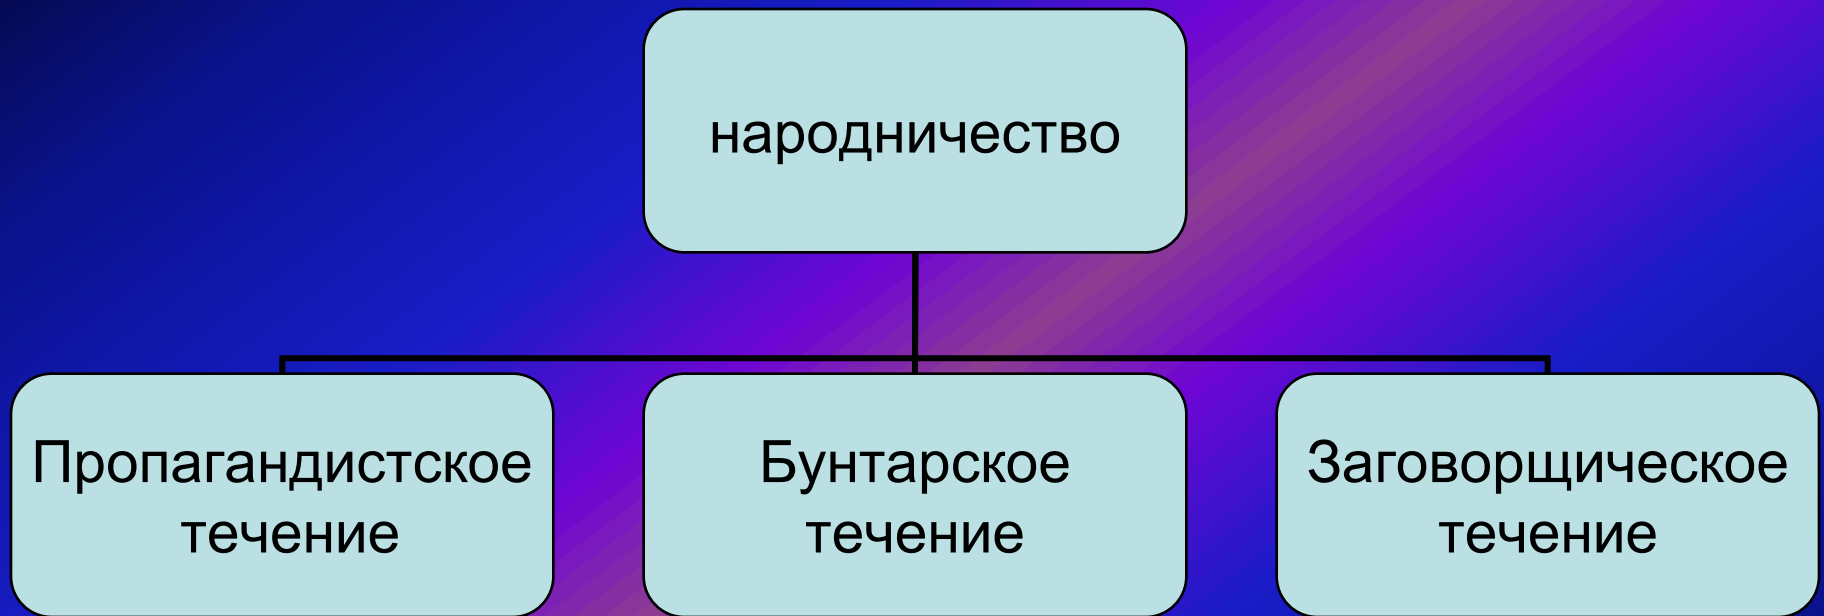 народничество
Пропагандистское
течение
Бунтарское
течение
Заговорщическое
течение